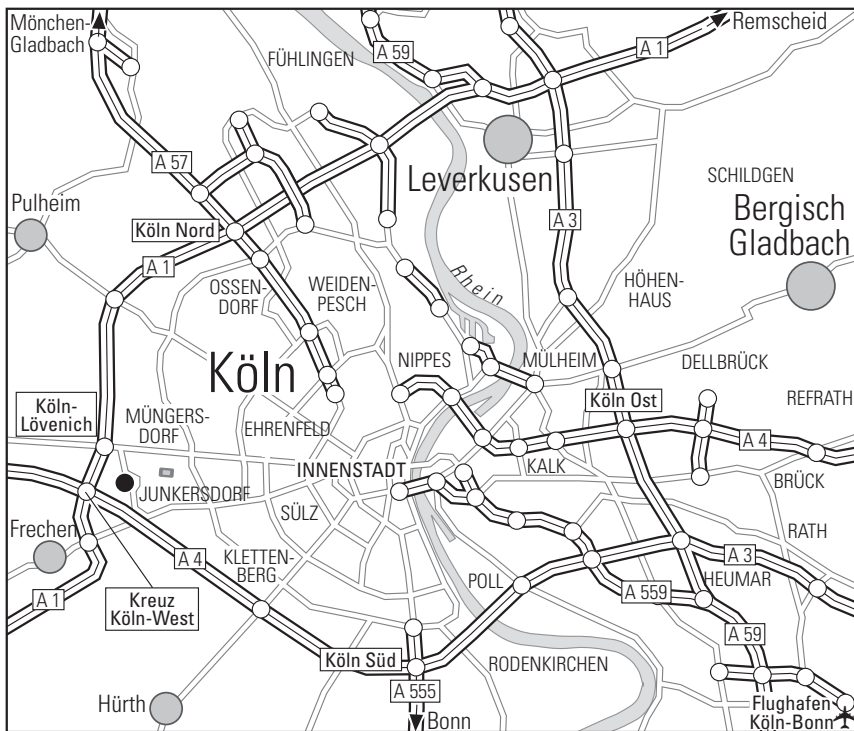 Mönchen-
Gladbach
Remscheid
A 59
A 1
FÜHLINGEN
A 57
Leverkusen
SCHILDGEN
Pulheim
Bergisch
Gladbach
A 3
Köln Nord
A 1
Rhein
OSSEN-
DORF
WEIDEN-
PESCH
HÖHEN-
HAUS
Köln
NIPPES
MÜLHEIM
DELLBRÜCK
Köln-
Lövenich
MÜNGERS-
DORF
EHRENFELD
Köln Ost
REFRATH
A 4
INNENSTADT
KALK
BRÜCK
JUNKERSDORF
SÜLZ
Frechen
A 4
KLETTEN-
BERG
RATH
A 3
POLL
HEUMAR
A 1
Kreuz
Köln-West
A 559
A 59
Köln Süd
RODENKIRCHEN
Hürth
A 555
Bonn
Flughafen
Köln-Bonn